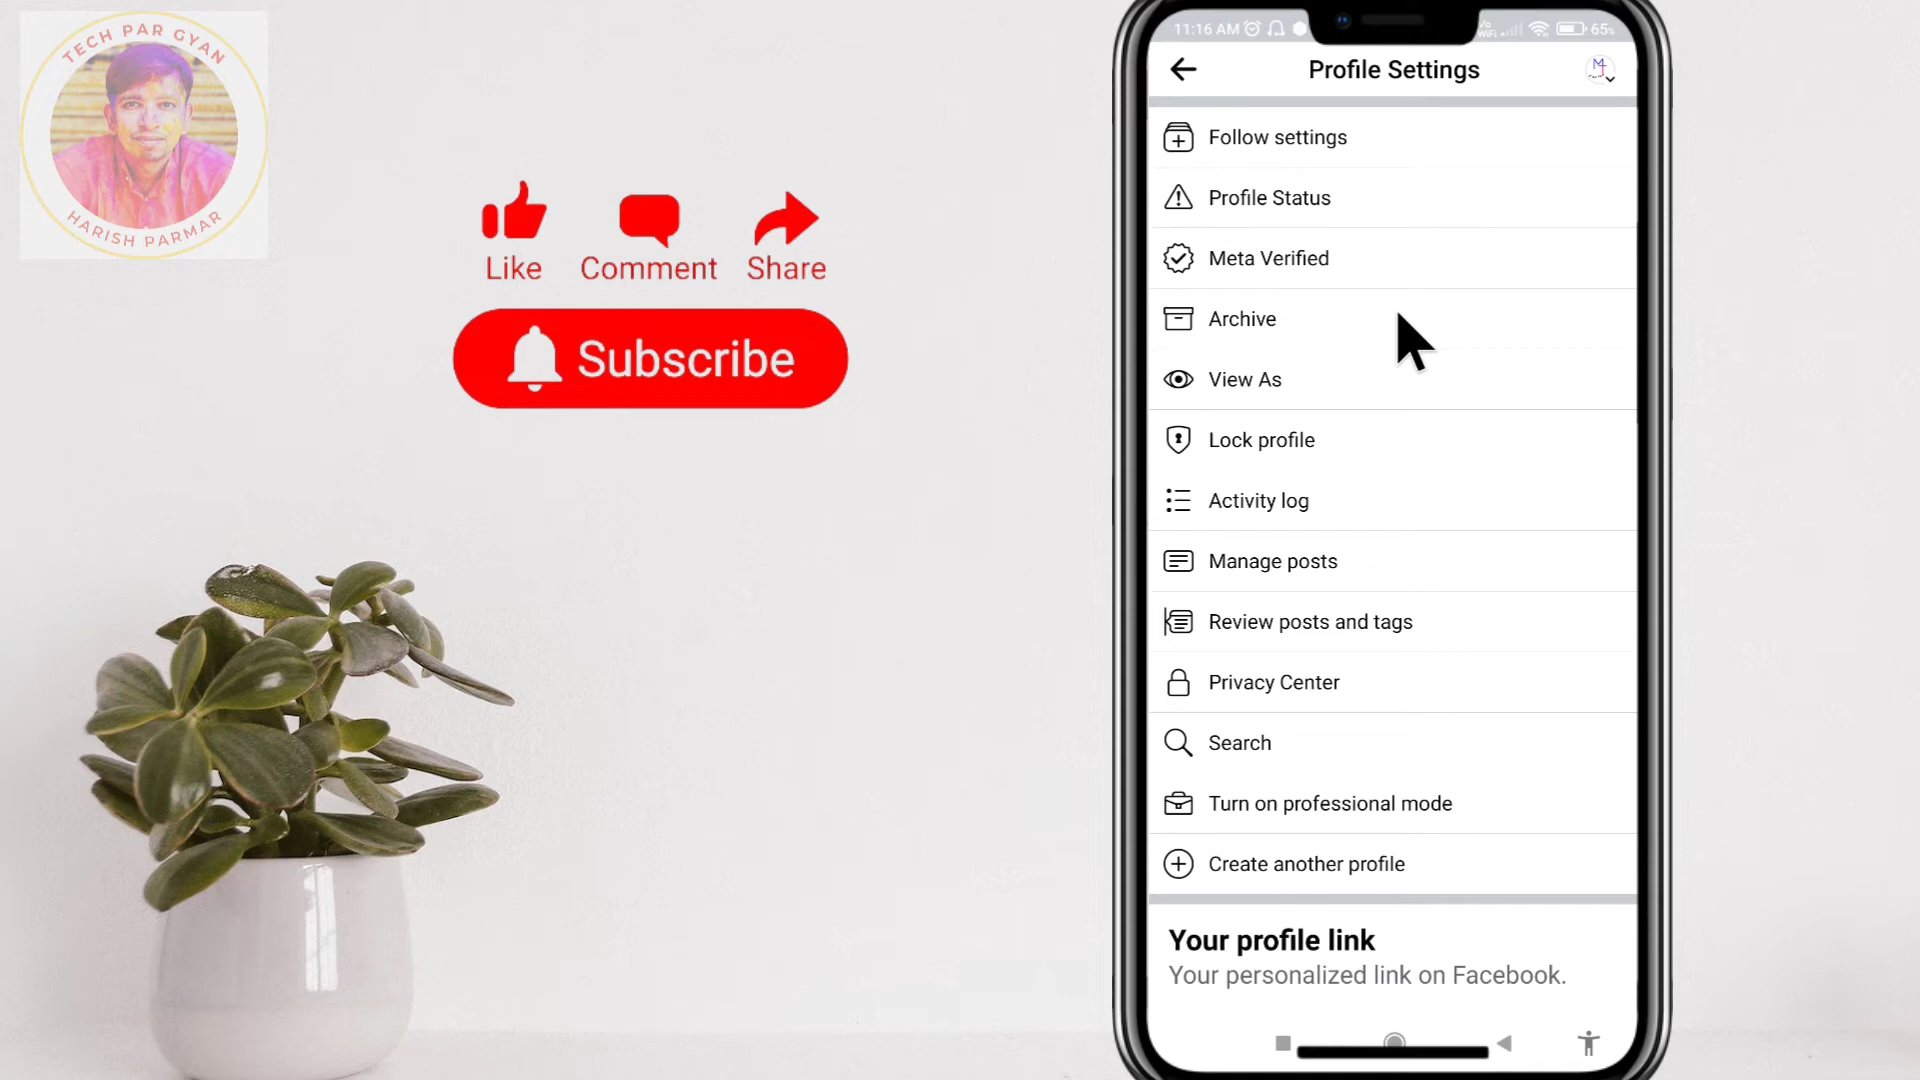 TECH PAR GYAN
HARISH PARMAR
Like
Comment
Share
Subscribe
11:16 AM
Vo
WiFi
65%
Profile Settings
Follow settings
Profile Status
Meta Verified
Archive
View As
Lock profile
Activity log
Manage posts
Review posts and tags
Privacy Center
Search
Turn on professional mode
Create another profile
Your profile link
Your personalized link on Facebook.